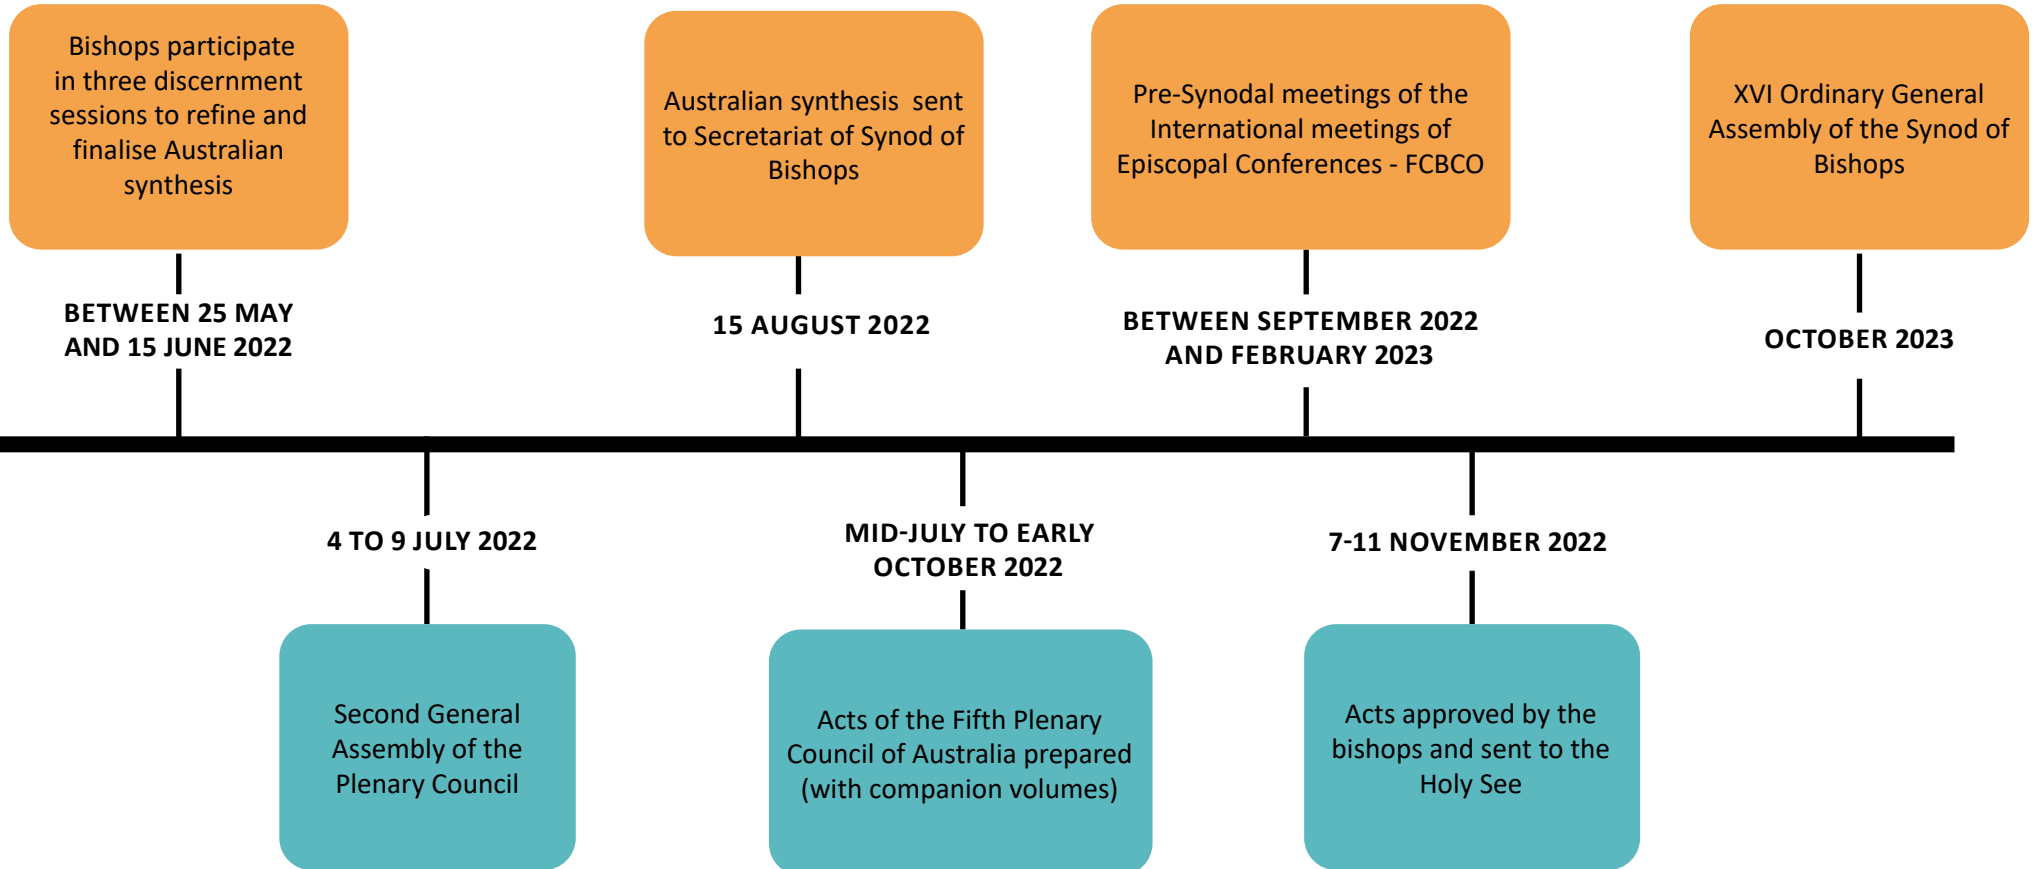 Bishops participate
in three discernment
sessions to refine and
finalise Australian
synthesis
BETWEEN 25 MAY
AND 15 JUNE 2022
Australian synthesis  sent
to Secretariat of Synod of
Bishops
15 AUGUST 2022
Pre-Synodal meetings of the
International meetings of
Episcopal Conferences - FCBCO
BETWEEN SEPTEMBER 2022
AND FEBRUARY 2023
XVI Ordinary General
Assembly of the Synod of
Bishops
OCTOBER 2023
4 TO 9 JULY 2022
Second General
Assembly of the
Plenary Council
MID-JULY TO EARLY
OCTOBER 2022
Acts of the Fifth Plenary
Council of Australia prepared
(with companion volumes)
7-11 NOVEMBER 2022
Acts approved by the
bishops and sent to the
Holy See